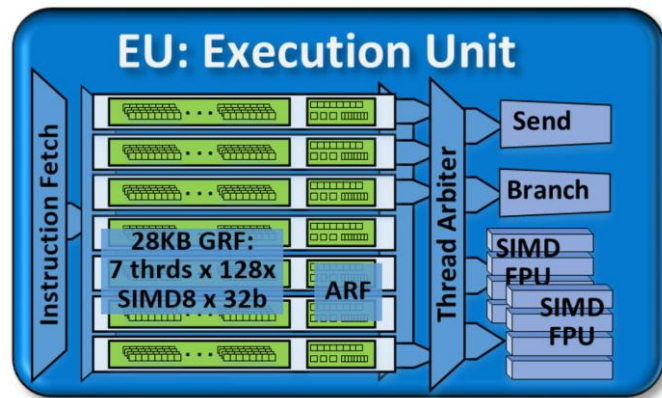 EU: Execution Unit
Instruction Fetch
28KB GRF:
7 thrds x 128x
SIMD8 x 32b
ARF
Thread Arbiter
Send
Branch
SIMD
FPU
SIMD
FPU